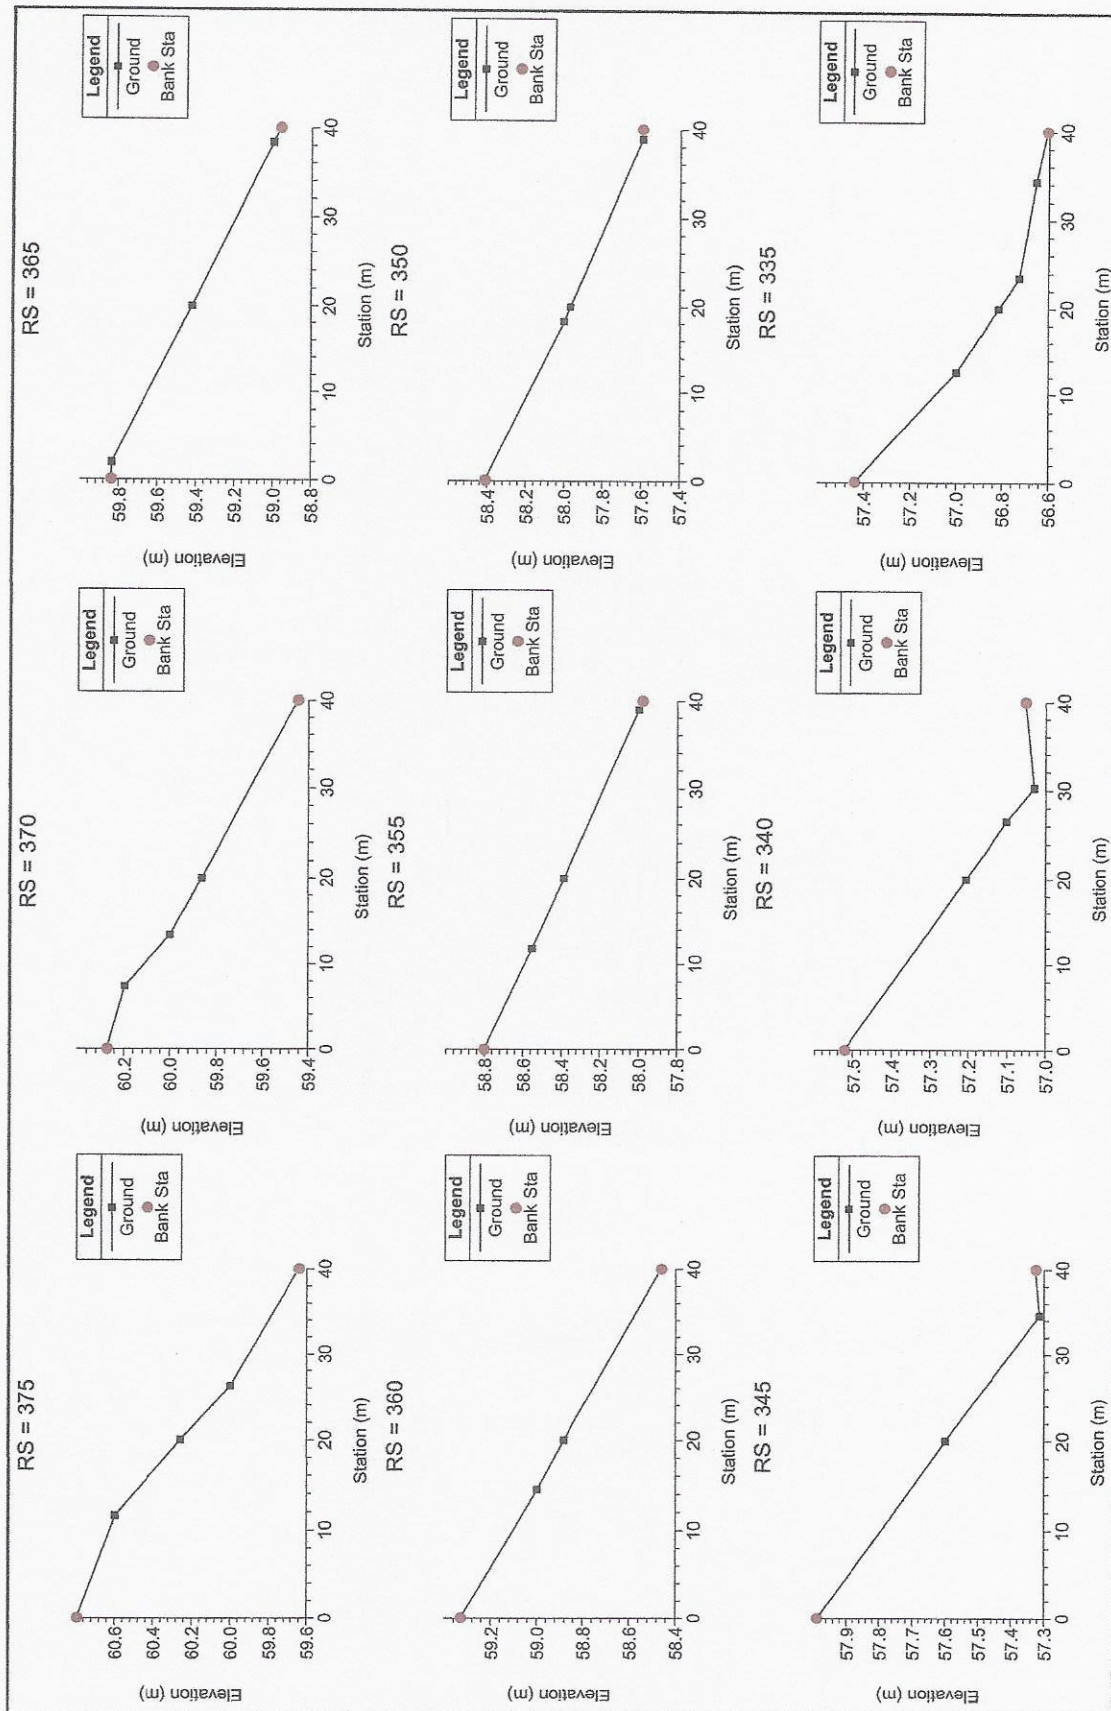 RS = 375
Legend
Ground
Bank Sta
Elevation (m)
60.6
60.4
60.2
60.0
59.8
59.6
0 10 20 30 40
Station (m)
RS = 370
Legend
Ground
Bank Sta
Elevation (m)
60.2
60.0
59.8
59.6
59.4
0 10 20 30 40
Station (m)
RS = 365
Legend
Ground
Bank Sta
Elevation (m)
59.8
59.6
59.4
59.2
59.0
58.8
0 10 20 30 40
Station (m)
RS = 360
Legend
Ground
Bank Sta
Elevation (m)
59.2
59.0
58.8
58.6
58.4
0 10 20 30 40
Station (m)
RS = 355
Legend
Ground
Bank Sta
Elevation (m)
58.8
58.6
58.4
58.2
58.0
57.8
0 10 20 30 40
Station (m)
RS = 350
Legend
Ground
Bank Sta
Elevation (m)
58.4
58.2
58.0
57.8
57.6
57.4
0 10 20 30 40
Station (m)
RS = 345
Legend
Ground
Bank Sta
Elevation (m)
57.9
57.8
57.7
57.6
57.5
57.4
57.3
0 10 20 30 40
Station (m)
RS = 340
Legend
Ground
Bank Sta
Elevation (m)
57.5
57.4
57.3
57.2
57.1
57.0
0 10 20 30 40
Station (m)
RS = 335
Legend
Ground
Bank Sta
Elevation (m)
57.4
57.2
57.0
56.8
56.6
0 10 20 30 40
Station (m)